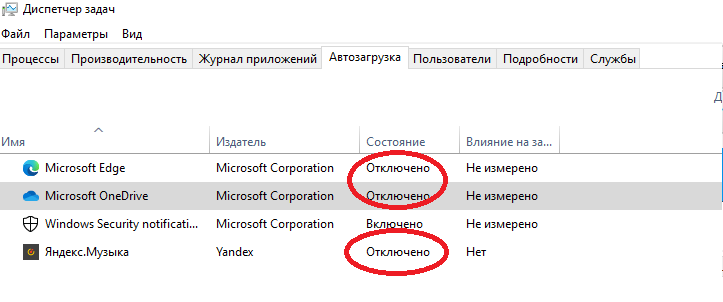 Диспетчер задач
Файл Параметры Вид
Процессы Производительность Журнал приложений Автозагрузка Пользователи Подробности Службы
Имя Издатель Состояние Влияние на за...
Microsoft Edge Microsoft Corporation Отключено Не измерено
Microsoft OneDrive Microsoft Corporation Отключено Не измерено
Windows Security notificati... Microsoft Corporation Включено Не измерено
Яндекс.Музыка Yandex Отключено Нет